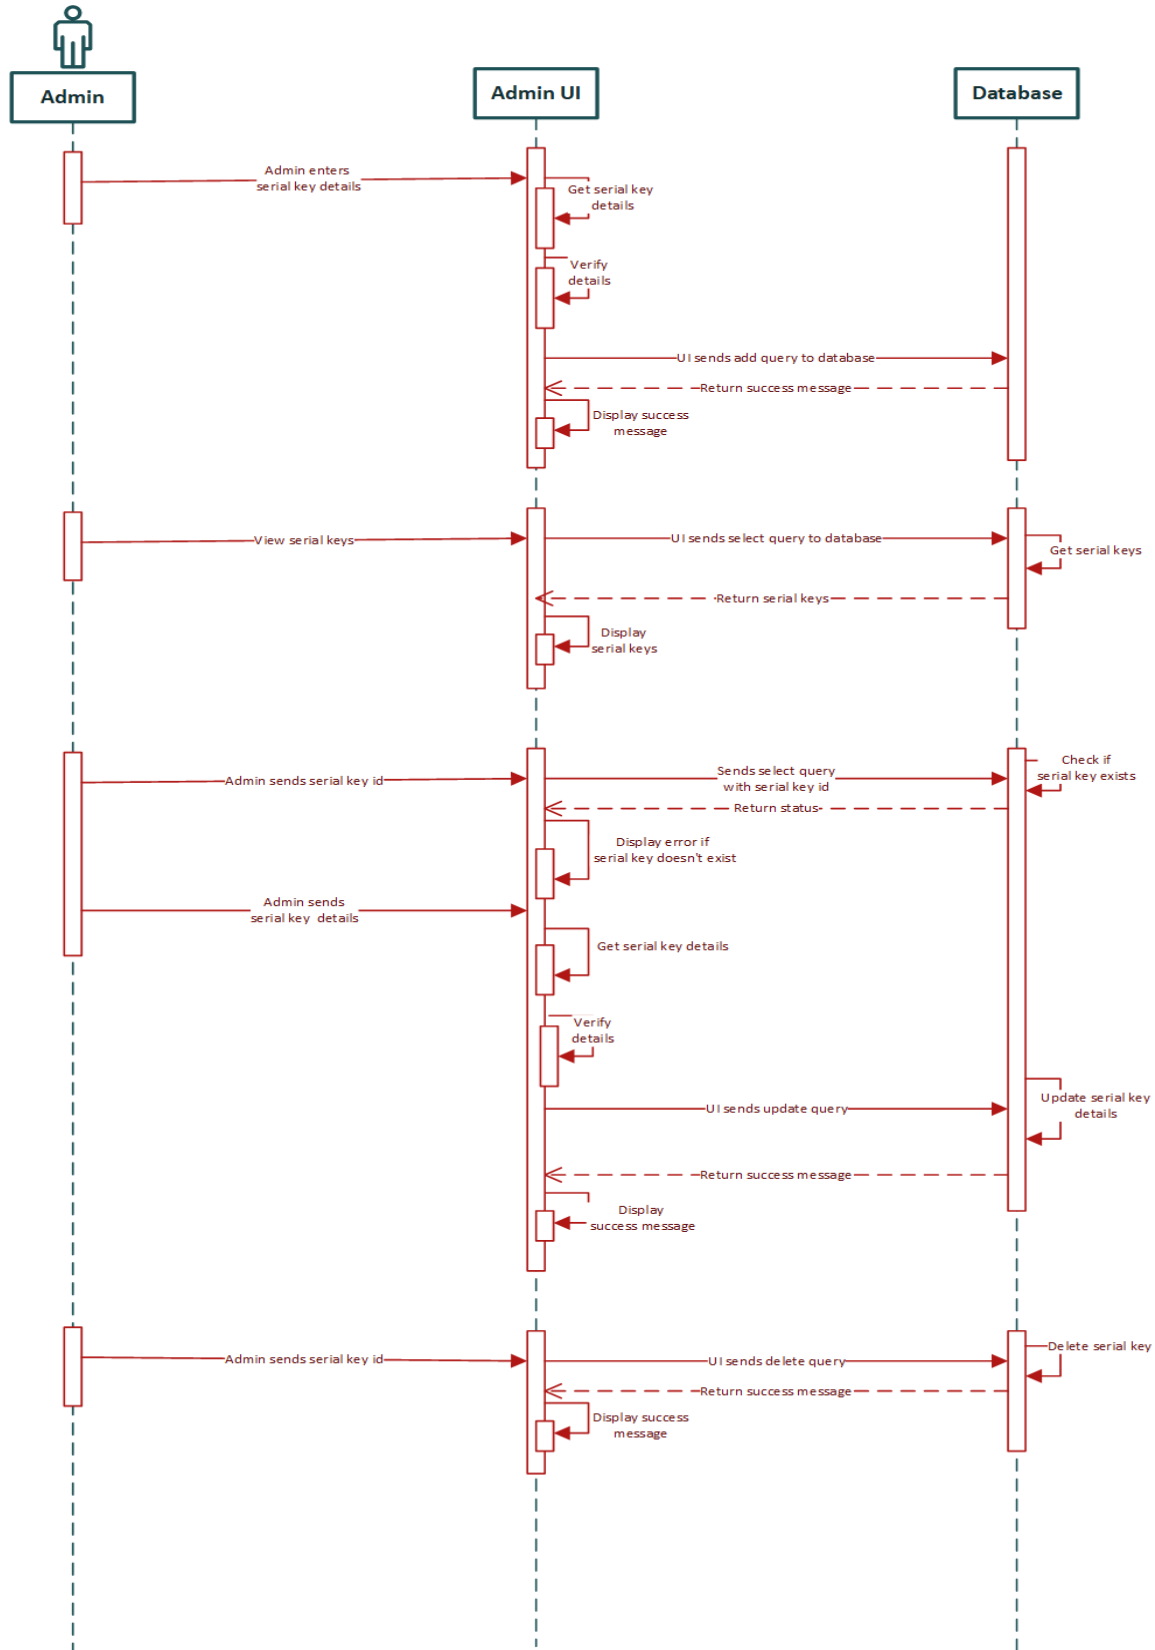 Admin
Admin UI
Database
Admin enters
serial key details
Get serial key
details
Verify
details
UI sends add query to database
Return success message
Display success
message
View serial keys
UI sends select query to database
Get serial keys
Return serial keys
Display
serial keys
Admin sends serial key id
Sends select query
with serial key id
Check if
serial key exists
Return status
Display error if
serial key doesn't exist
Admin sends
serial key details
Get serial key details
Verify
details
UI sends update query
Update serial key
details
Return success message
Display
success message
Admin sends serial key id
UI sends delete query
Delete serial key
Return success message
Display success
message